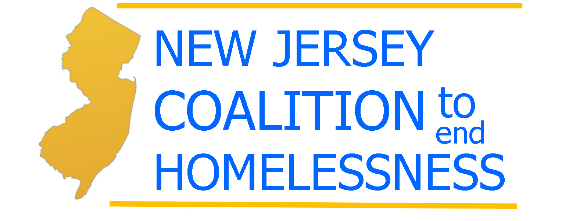 NEW JERSEY
COALITION to
end
HOMELESSNESS